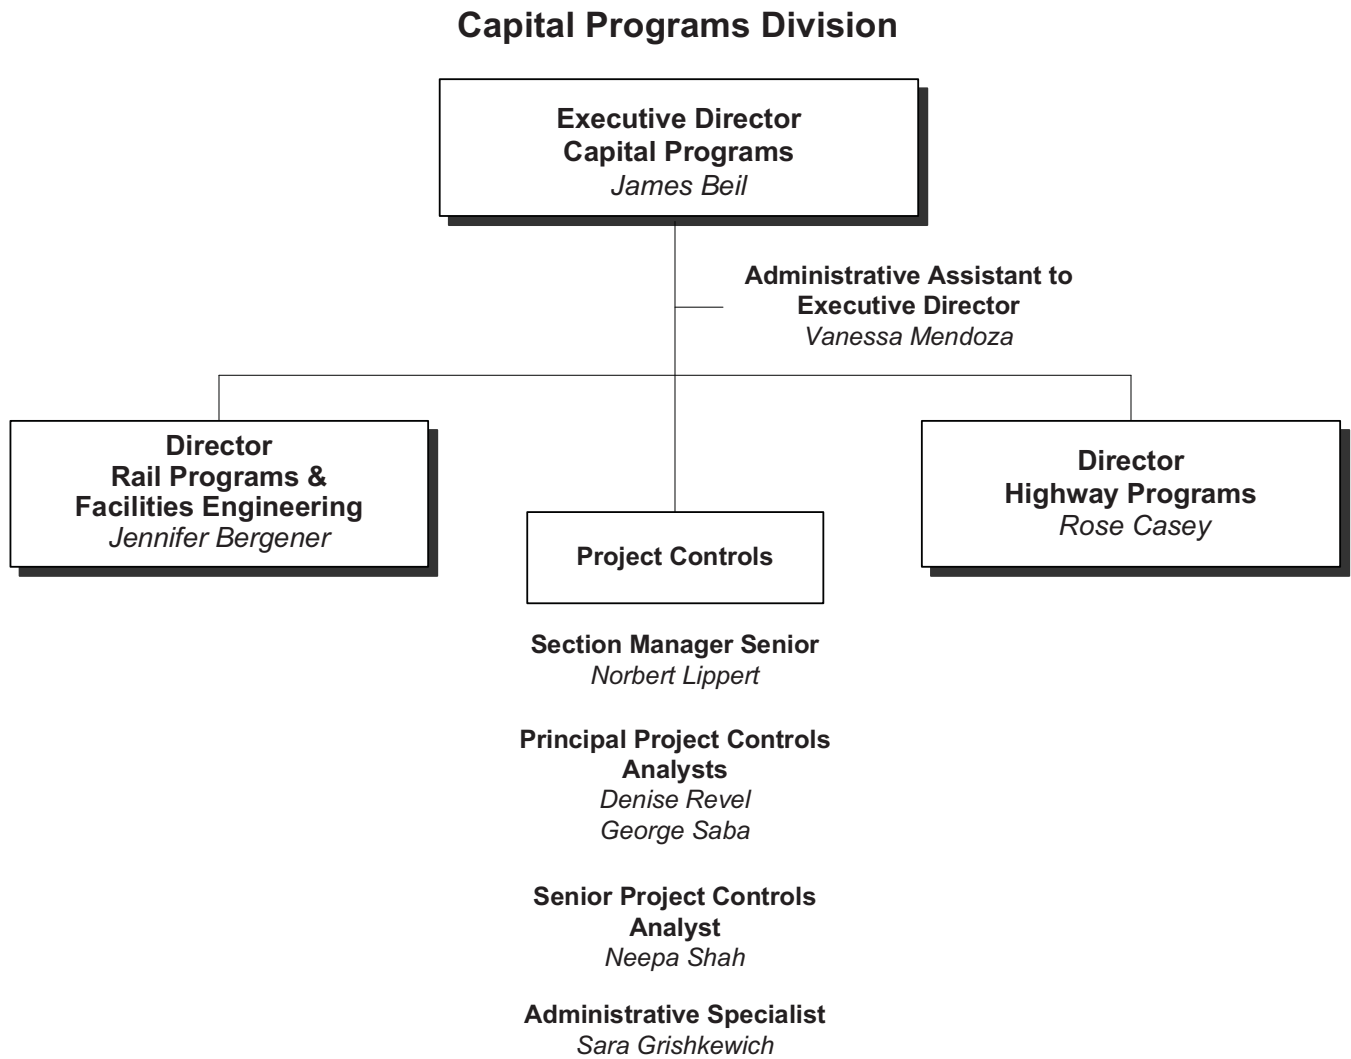 Capital Programs Division
Executive Director
Capital Programs
James Beil
Administrative Assistant to
Executive Director
Vanessa Mendoza
Director
Rail Programs &
Facilities Engineering
Jennifer Bergener
Director
Highway Programs
Rose Casey
Project Controls
Section Manager Senior
Norbert Lippert
Principal Project Controls
Analysts
Denise Revel
George Saba
Senior Project Controls
Analyst
Neepa Shah
Administrative Specialist
Sara Grishkewich